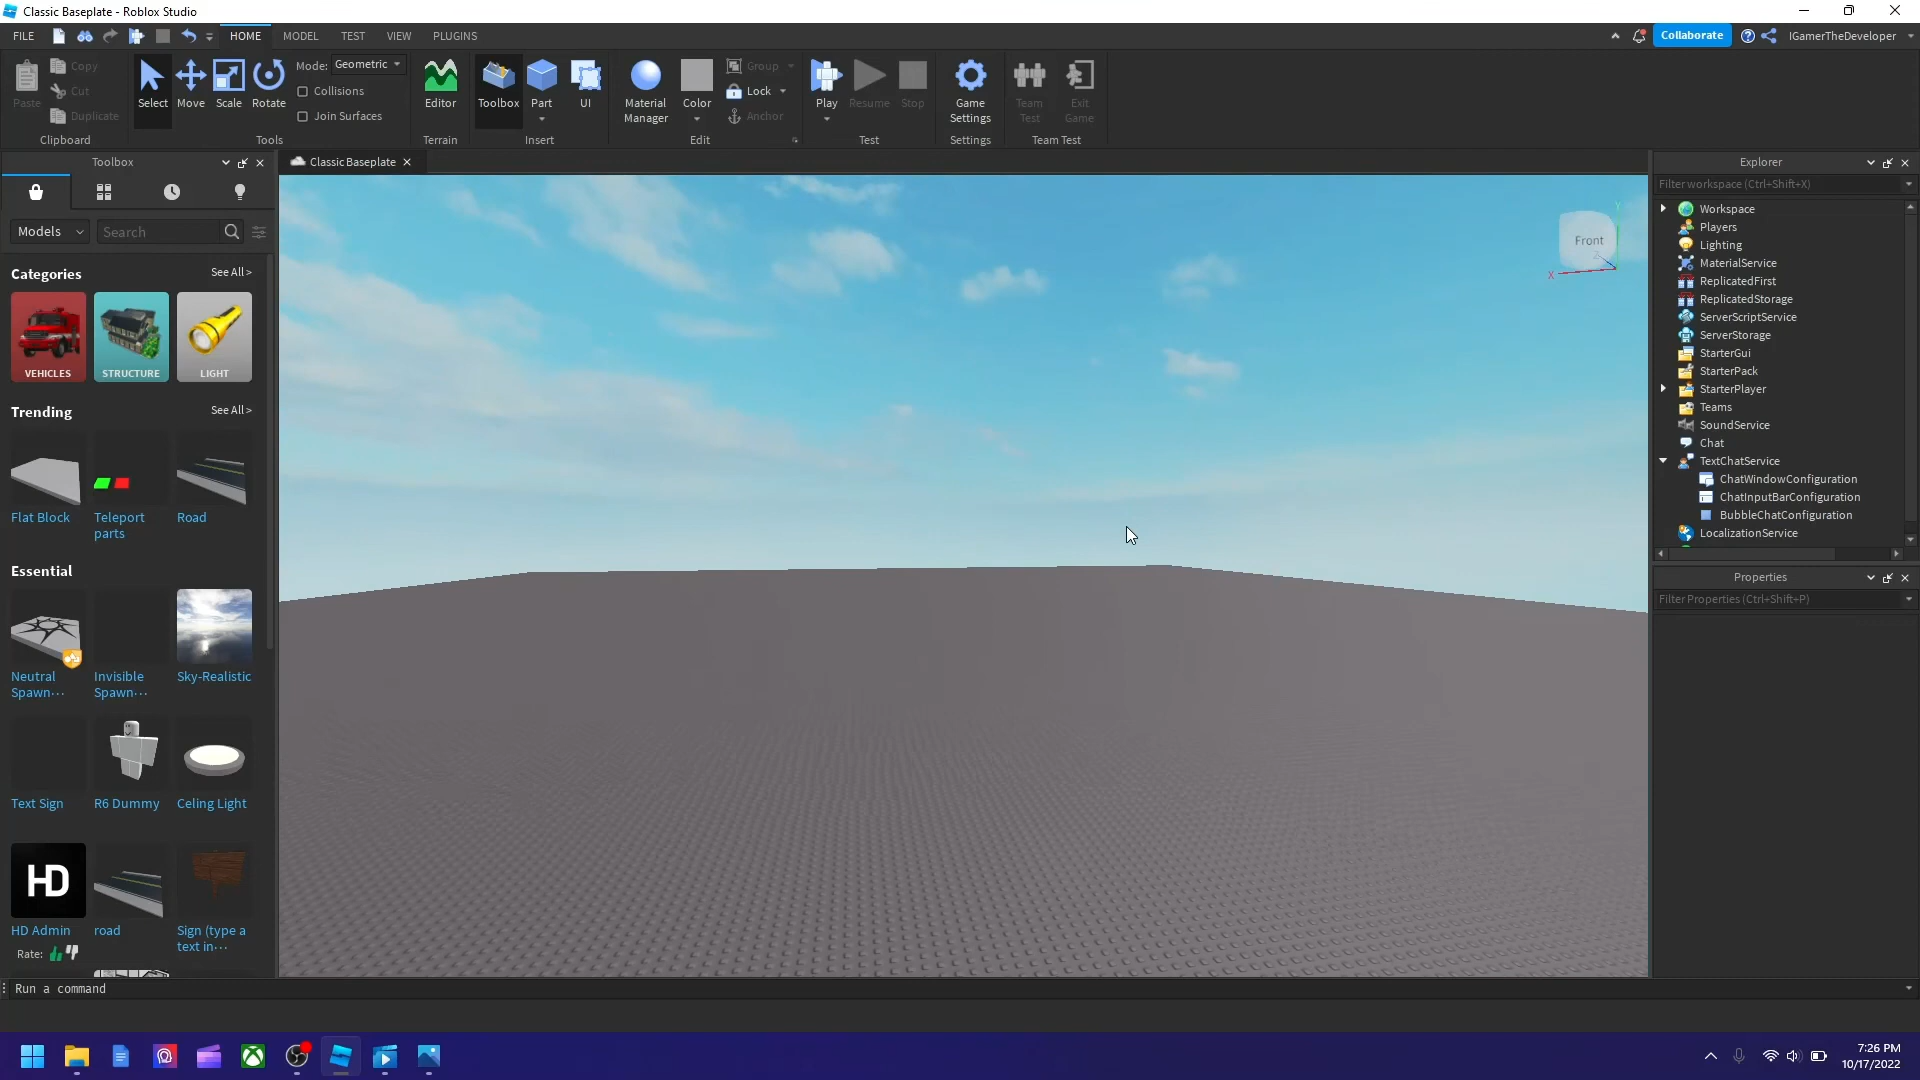 Classic Baseplate - Roblox Studio
FILE HOME MODEL TEST VIEW PLUGINS Collaborate IGamerTheDeveloper
Paste Copy Cut Duplicate
Clipboard
Select Move Scale Rotate
Mode: Geometric
Collisions
Join Surfaces
Tools
Editor
Terrain
Toolbox Part UI
Insert
Material Manager Color
Group
Lock
Anchor
Edit
Play Resume Stop
Test
Game Settings
Settings
Team Test Exit Game
Team Test
Toolbox
Models Search
Categories See All >
VEHICLES STRUCTURE LIGHT
Trending See All >
Flat Block
Teleport parts
Road
Essential
Neutral Spawn...
Invisible Spawn...
Sky-Realistic
Text Sign
R6 Dummy
Celing Light
HD Admin
Rate:
road
Sign (type a text in...
HD
Classic Baseplate
Front
X
Y
Z
Explorer
Filter workspace (Ctrl+Shift+X)
Workspace
Players
Lighting
MaterialService
ReplicatedFirst
ReplicatedStorage
ServerScriptService
ServerStorage
StarterGui
StarterPack
StarterPlayer
Teams
SoundService
Chat
TextChatService
ChatWindowConfiguration
ChatInputBarConfiguration
BubbleChatConfiguration
LocalizationService
Properties
Filter Properties (Ctrl+Shift+P)
Run a command
7:26 PM
10/17/2022